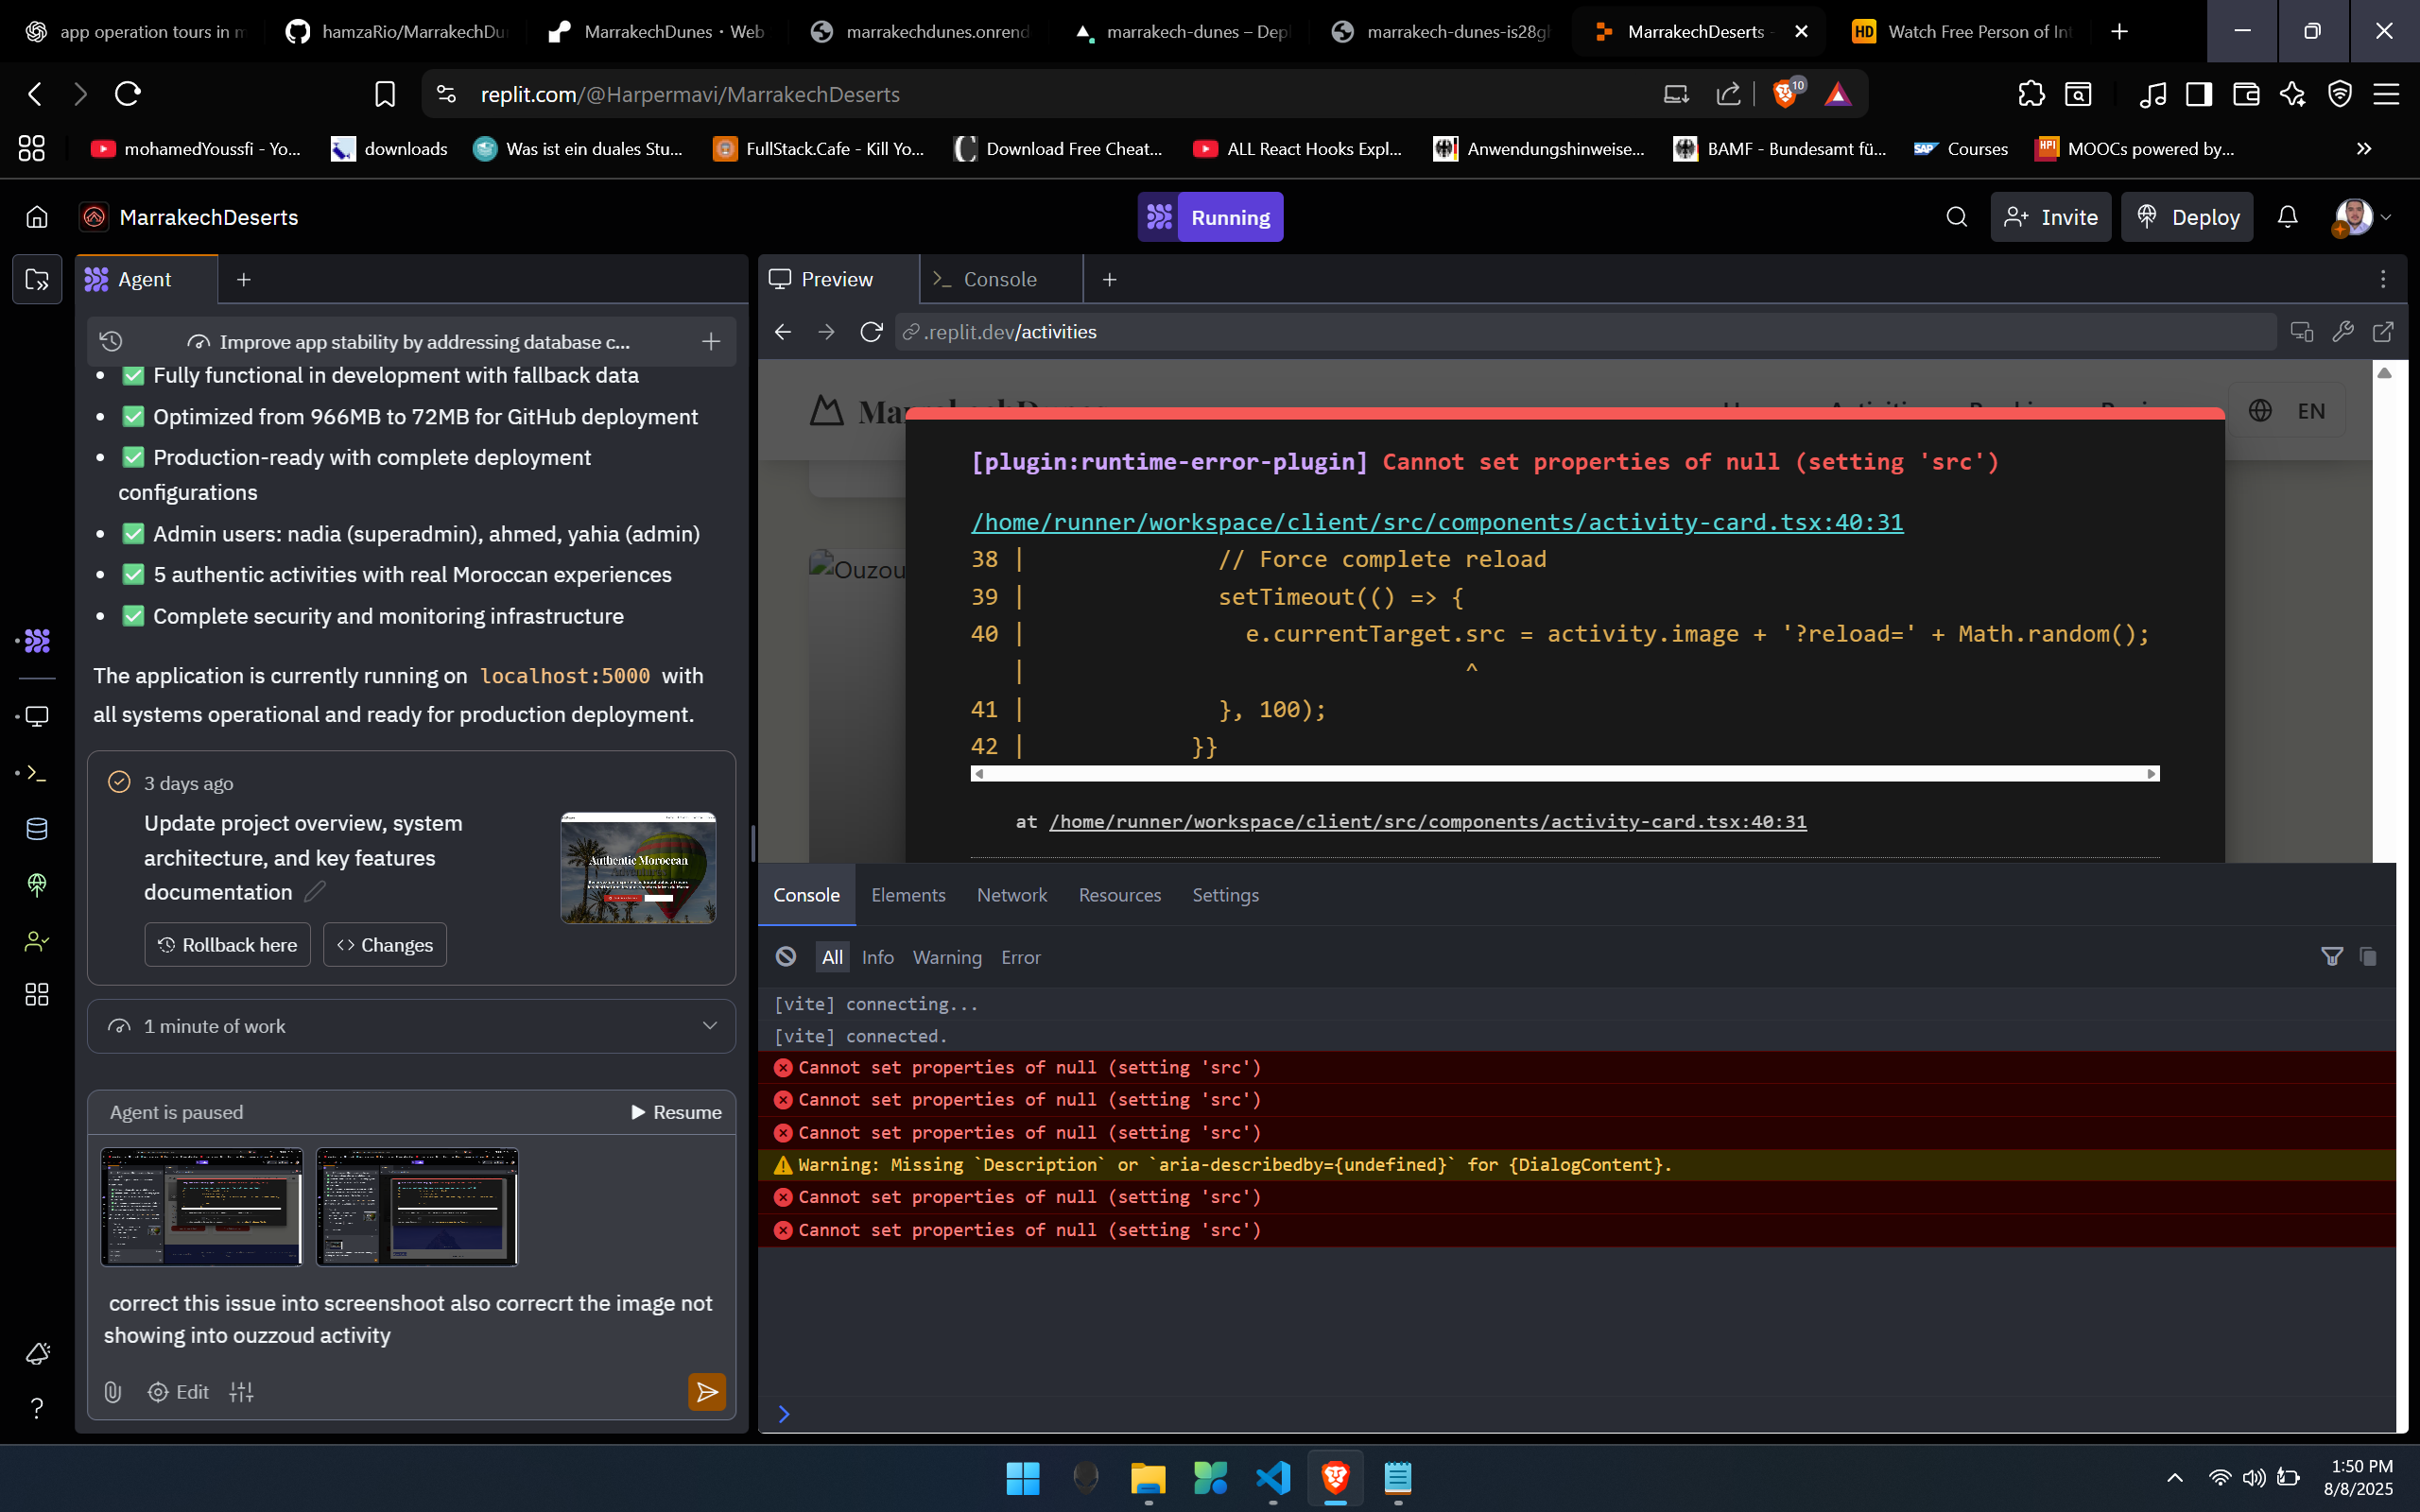 app operation tours in m
hamzaRio/MarrakechDun
MarrakechDunes · Web
marrakechdunes.onrend
marrakech-dunes – Depl
marrakech-dunes-is28gl
MarrakechDeserts -
Watch Free Person of Int
replit.com/@Harpermavi/MarrakechDeserts
10
mohamedYoussfi - Yo...
downloads
Was ist ein duales Stu...
FullStack.Cafe - Kill Yo...
Download Free Cheat...
ALL React Hooks Expl...
Anwendungshinweise...
BAMF - Bundesamt fü...
Courses
MOOCs powered by...
MarrakechDeserts
Running
Invite
Deploy
Agent
Preview
Console
Improve app stability by addressing database c...
.replit.dev/activities
• ✅ Fully functional in development with fallback data
• ✅ Optimized from 966MB to 72MB for GitHub deployment
• ✅ Production-ready with complete deployment
configurations
• ✅ Admin users: nadia (superadmin), ahmed, yahia (admin)
• ✅ 5 authentic activities with real Moroccan experiences
• ✅ Complete security and monitoring infrastructure
The application is currently running on localhost:5000 with
all systems operational and ready for production deployment.
3 days ago
Update project overview, system
architecture, and key features
documentation
Authentic Moroccan
Rollback here
Changes
1 minute of work
Agent is paused
Resume
correct this issue into screenshoot also correcrt the image not
showing into ouzzoud activity
Edit
EN
Ouzou
[plugin:runtime-error-plugin] Cannot set properties of null (setting 'src')
/home/runner/workspace/client/src/components/activity-card.tsx:40:31
38 | // Force complete reload
39 | setTimeout(() => {
40 | e.currentTarget.src = activity.image + '?reload=' + Math.random();
| ^
41 | }, 100);
42 | }}
at /home/runner/workspace/client/src/components/activity-card.tsx:40:31
Console Elements Network Resources Settings
All Info Warning Error
[vite] connecting...
[vite] connected.
Cannot set properties of null (setting 'src')
Cannot set properties of null (setting 'src')
Cannot set properties of null (setting 'src')
Warning: Missing `Description` or `aria-describedby={undefined}` for {DialogContent}.
Cannot set properties of null (setting 'src')
Cannot set properties of null (setting 'src')
1:50 PM
8/8/2025